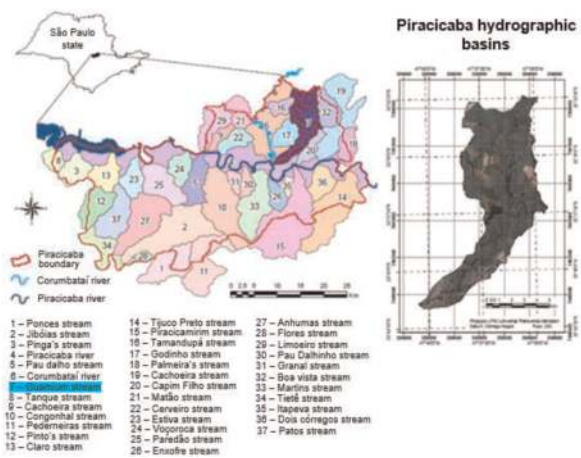 São Paulo
state
Piracicaba hydrographic
basins
Piracicaba
boundary
Corumbataí river
Piracicaba river
1 – Ponces stream
2 – Jibóias stream
3 – Pinga's stream
4 – Piracicaba river
5 – Pau dalho stream
6 – Corumbataí river
7 – Guamium stream
8 – Tanque stream
9 – Cachoeira stream
10 – Congonhal stream
11 – Pederneiras stream
12 – Pinto's stream
13 – Claro stream
14 – Tijuco Preto stream
15 – Piracicamirim stream
16 – Tamandupá stream
17 – Godinho stream
18 – Palmeira's stream
19 – Cachoeira stream
20 – Capim Filho stream
21 – Matão stream
22 – Cerveiro stream
23 – Estiva stream
24 – Voçoroca stream
25 – Paredão stream
26 – Enxofre stream
27 – Anhumas stream
28 – Flores stream
29 – Limoeiro stream
30 – Pau Dalhinho stream
31 – Granal stream
32 – Boa vista stream
33 – Martins stream
34 – Tietê stream
35 – Itapeva stream
36 – Dois córregos stream
37 – Patos stream